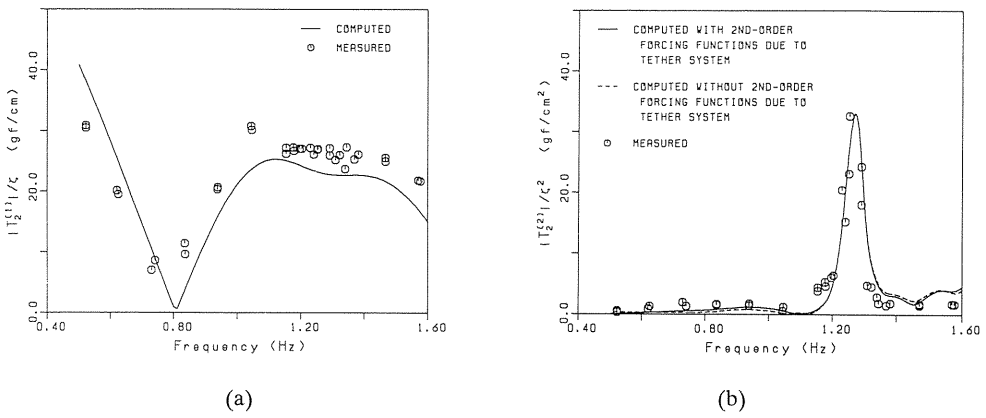 COMPUTED
MEASURED
|T₂⁽¹⁾|/ζ (gf/cm)
40.0
20.0
0.0
0.40 0.80 1.20 1.60
Frequency (Hz)
(a)
COMPUTED WITH 2ND-ORDER
FORCING FUNCTIONS DUE TO
TETHER SYSTEM
COMPUTED WITHOUT 2ND-ORDER
FORCING FUNCTIONS DUE TO
TETHER SYSTEM
MEASURED
|T₂⁽²⁾|/ζ² (gf/cm²)
40.0
20.0
0.0
0.40 0.80 1.20 1.60
Frequency (Hz)
(b)